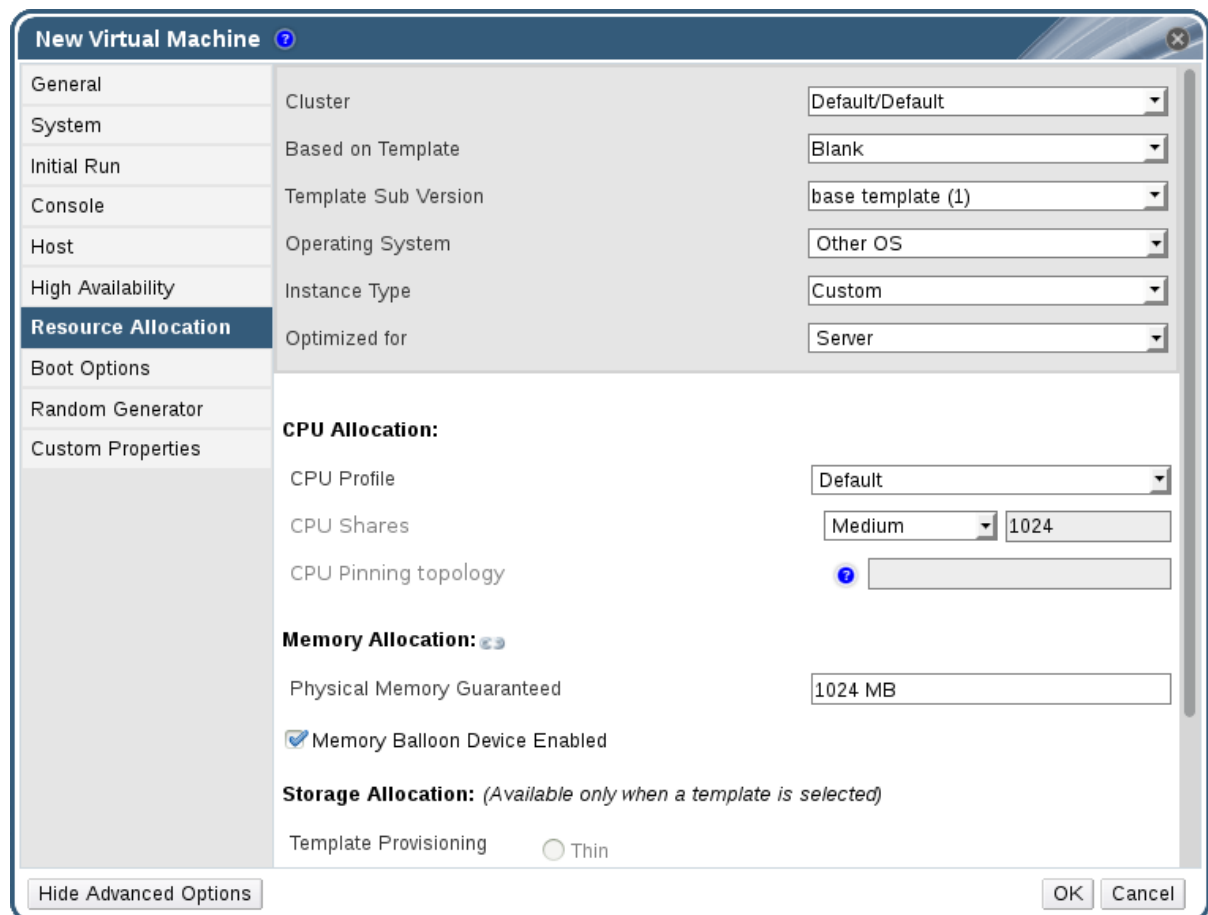 New Virtual Machine ?
General
System
Initial Run
Console
Host
High Availability
Resource Allocation
Boot Options
Random Generator
Custom Properties
Cluster Default/Default
Based on Template Blank
Template Sub Version base template (1)
Operating System Other OS
Instance Type Custom
Optimized for Server
CPU Allocation:
CPU Profile Default
CPU Shares Medium 1024
CPU Pinning topology ?
Memory Allocation:
Physical Memory Guaranteed 1024 MB
Memory Balloon Device Enabled
Storage Allocation: (Available only when a template is selected)
Template Provisioning Thin
Hide Advanced Options OK Cancel